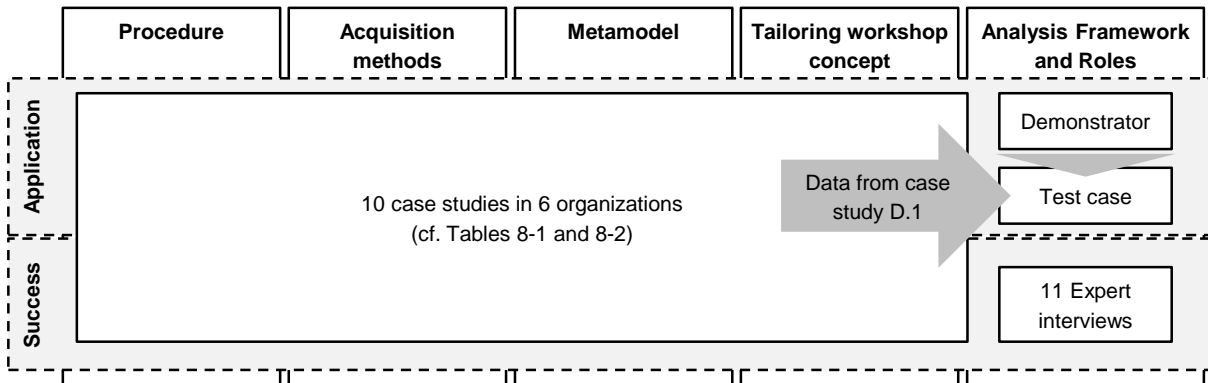 Procedure
Acquisition
methods
Metamodel
Tailoring workshop
concept
Analysis Framework
and Roles
Application
Demonstrator
Test case
Data from case
study D.1
10 case studies in 6 organizations
(cf. Tables 8-1 and 8-2)
Success
11 Expert
interviews